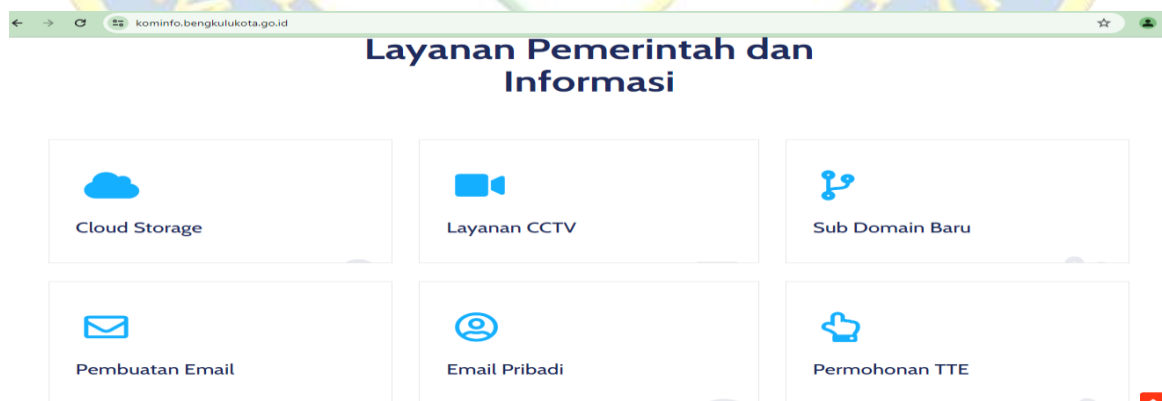 kominfo.bengkulukota.go.id
Layanan Pemerintah dan
Informasi
Cloud Storage
Layanan CCTV
Sub Domain Baru
Pembuatan Email
Email Pribadi
Permohonan TTE